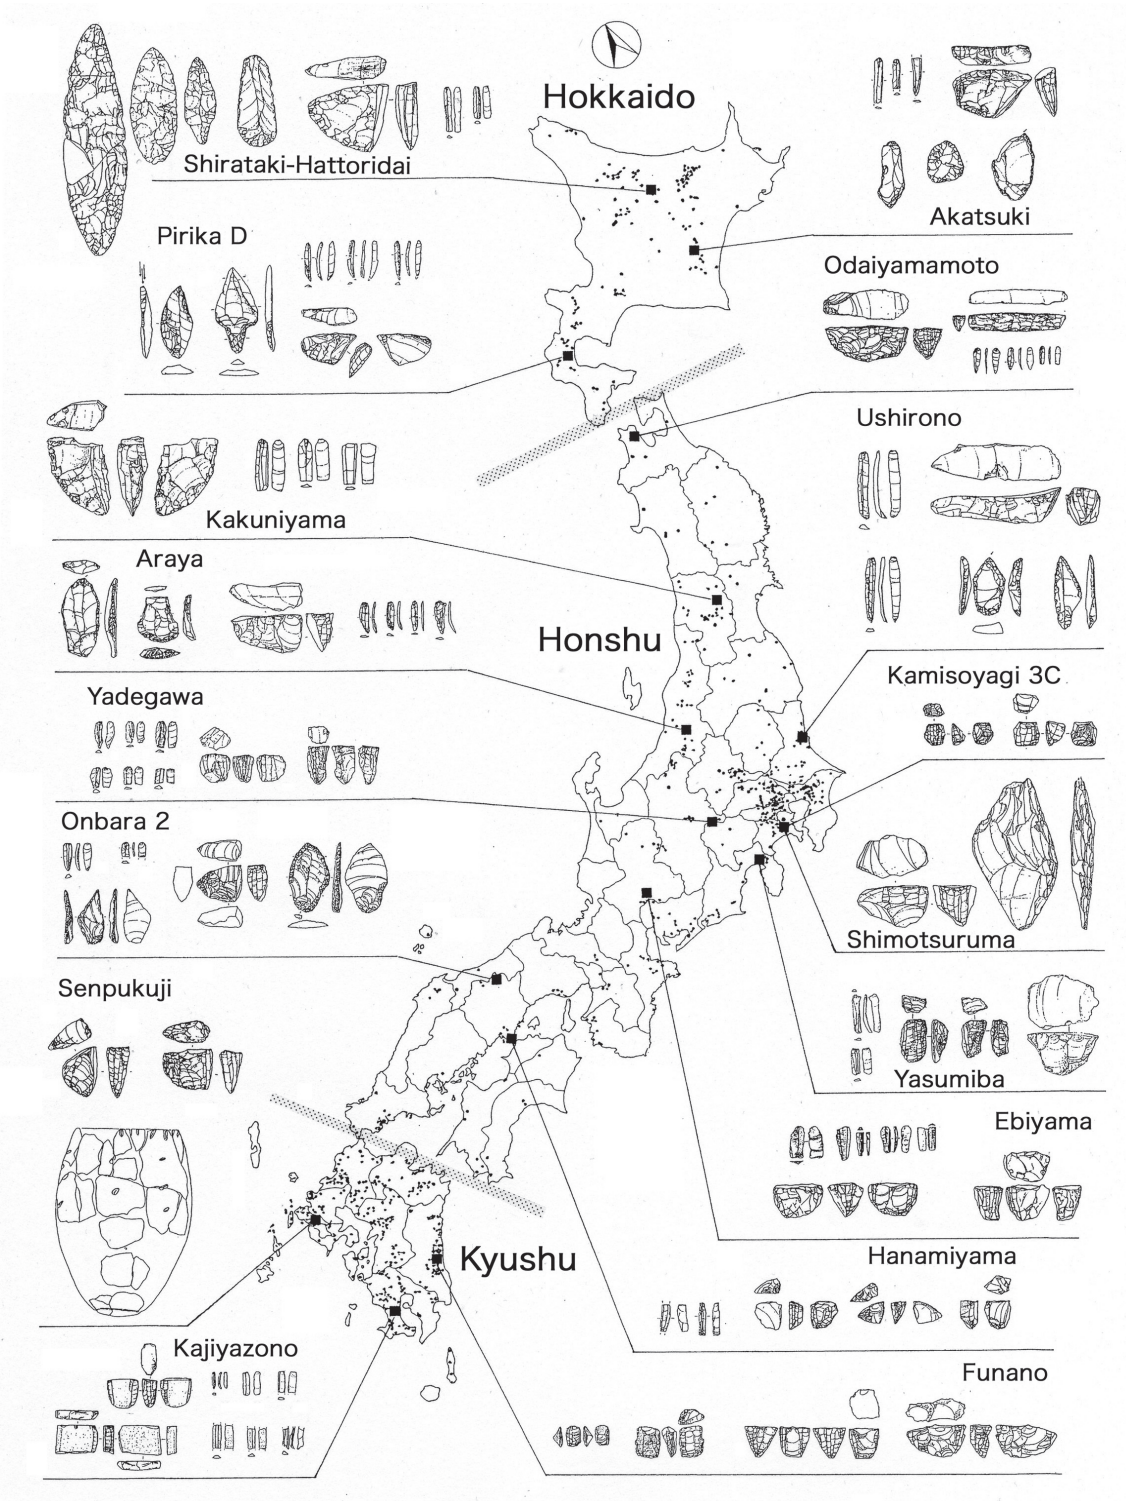 Hokkaido
Shirataki-Hattoridai
Akatsuki
Pirika D
Odaiyamamoto
Ushirono
Kakuniyama
Araya
Honshu
Kamisoyagi 3C
Yadegawa
Onbara 2
Shimotsuruma
Senpukuji
Yasumiba
Ebiyama
Kyushu
Hanamiyama
Kajiyazono
Funano